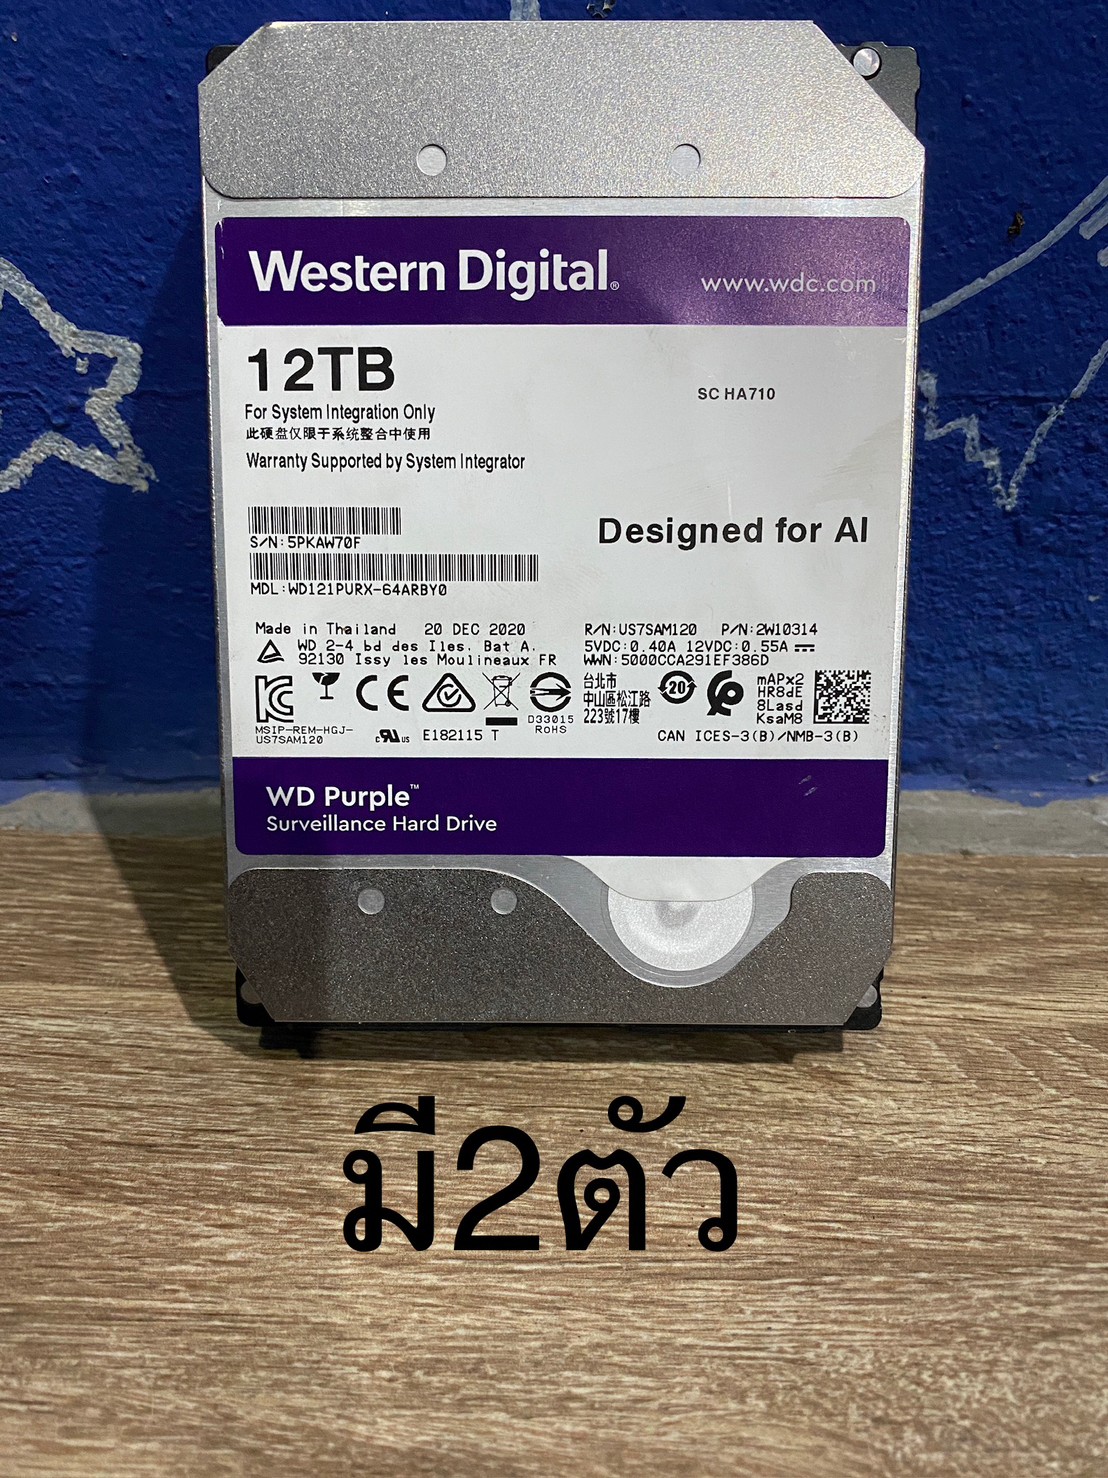 Western Digital®
www.wdc.com
12TB
SC HA710
For System Integration Only
此硬盘仅限于系统整合中使用
Warranty Supported by System Integrator
S/N:5PKAW70F
Designed for AI
MDL:WD121PURX-64ARBY0
Made in Thailand 20 DEC 2020
WD 2-4 bd des Iles. Bat A.
92130 Issy les Moulineaux FR
R/N:US7SAM120 P/N:2W10314
5VDC:0.40A 12VDC:0.55A
WWN:5000CCA291EF386D
台北市
中山區松江路
223號17樓
20
mAPx2
HR8dE
8Lasd
KsaM8
D33015
RoHS
MSIP-REM-HGJ-
US7SAM120
E182115 T
CAN ICES-3(B)/NMB-3(B)
WD Purple™
Surveillance Hard Drive
มี2ตัว